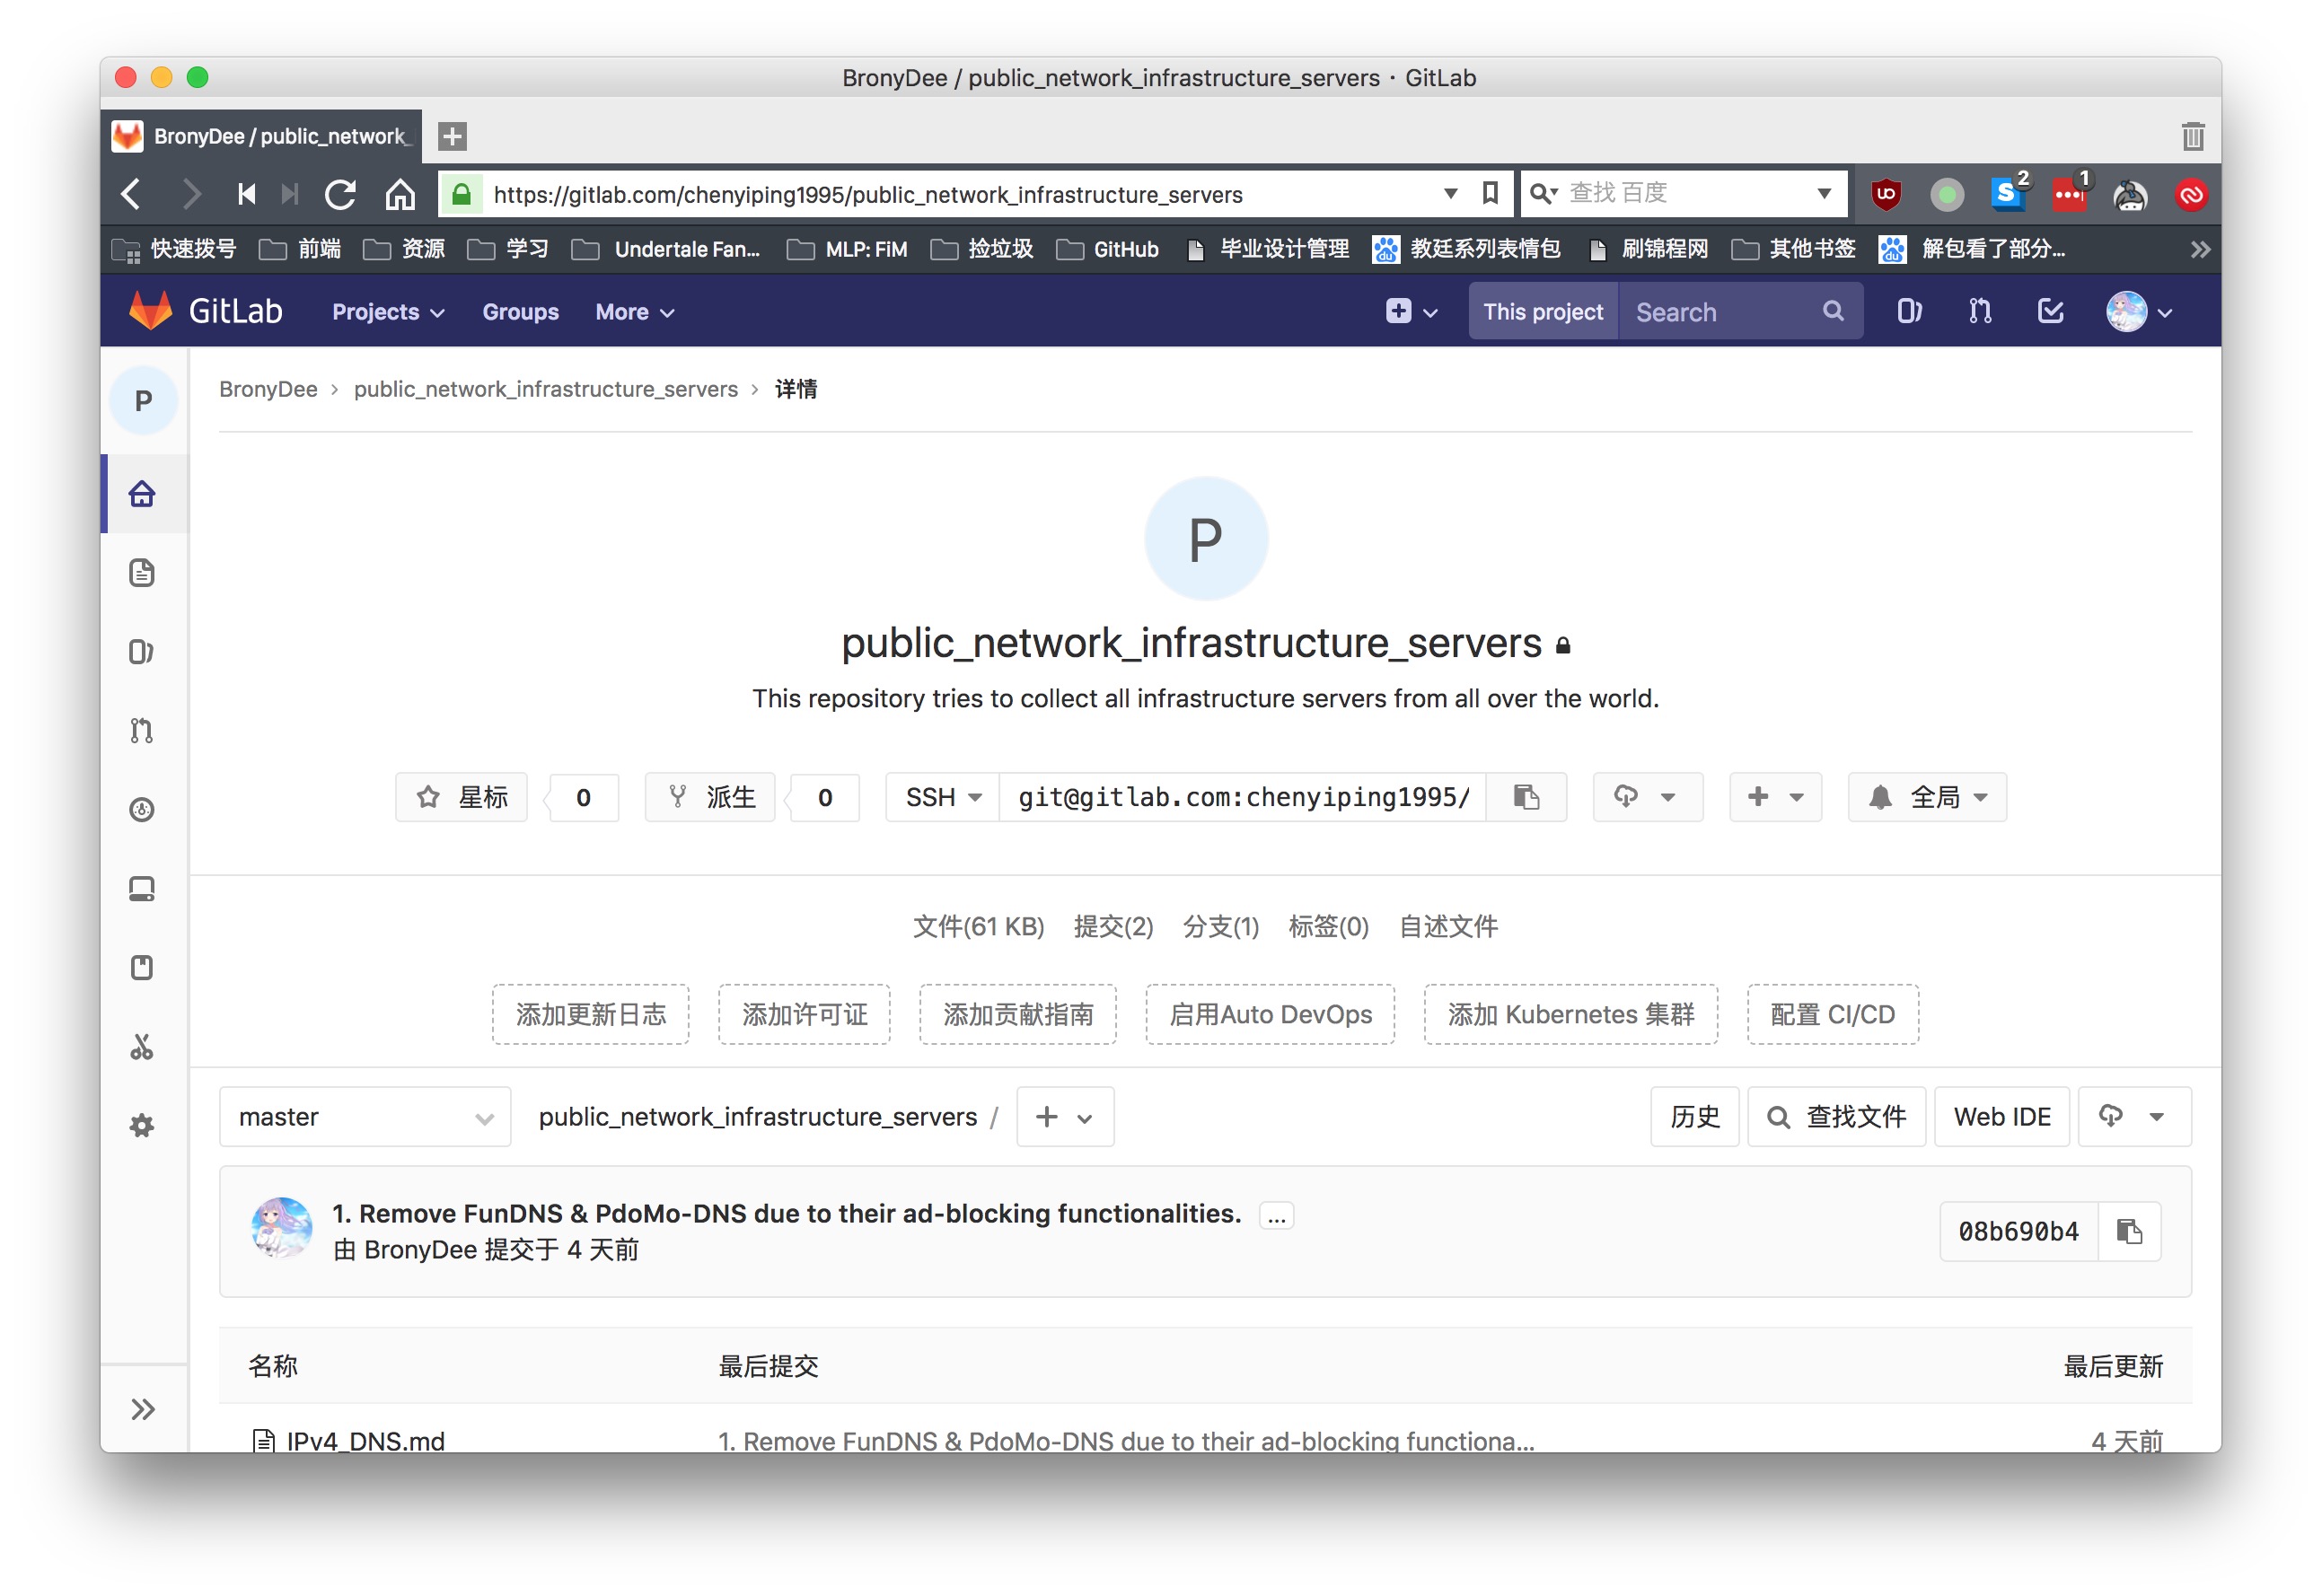 BronyDee / public_network_infrastructure_servers · GitLab
BronyDee / public_network_
https://gitlab.com/chenyiping1995/public_network_infrastructure_servers
查找 百度
2
1
快速拨号 前端 资源 学习 Undertale Fan... MLP: FiM 捡垃圾 GitHub 毕业设计管理 教廷系列表情包 刷锦程网 其他书签 解包看了部分...
GitLab Projects Groups More This project Search
P
BronyDee › public_network_infrastructure_servers › 详情
P
public_network_infrastructure_servers
This repository tries to collect all infrastructure servers from all over the world.
星标 0 派生 0 SSH git@gitlab.com:chenyiping1995/ 全局
文件(61 KB) 提交(2) 分支(1) 标签(0) 自述文件
添加更新日志 添加许可证 添加贡献指南 启用Auto DevOps 添加 Kubernetes 集群 配置 CI/CD
master public_network_infrastructure_servers / 历史 查找文件 Web IDE
1. Remove FunDNS & PdoMo-DNS due to their ad-blocking functionalities. ...
由 BronyDee 提交于 4 天前
08b690b4
名称 最后提交 最后更新
IPv4_DNS.md 1. Remove FunDNS & PdoMo-DNS due to their ad-blocking functiona... 4 天前